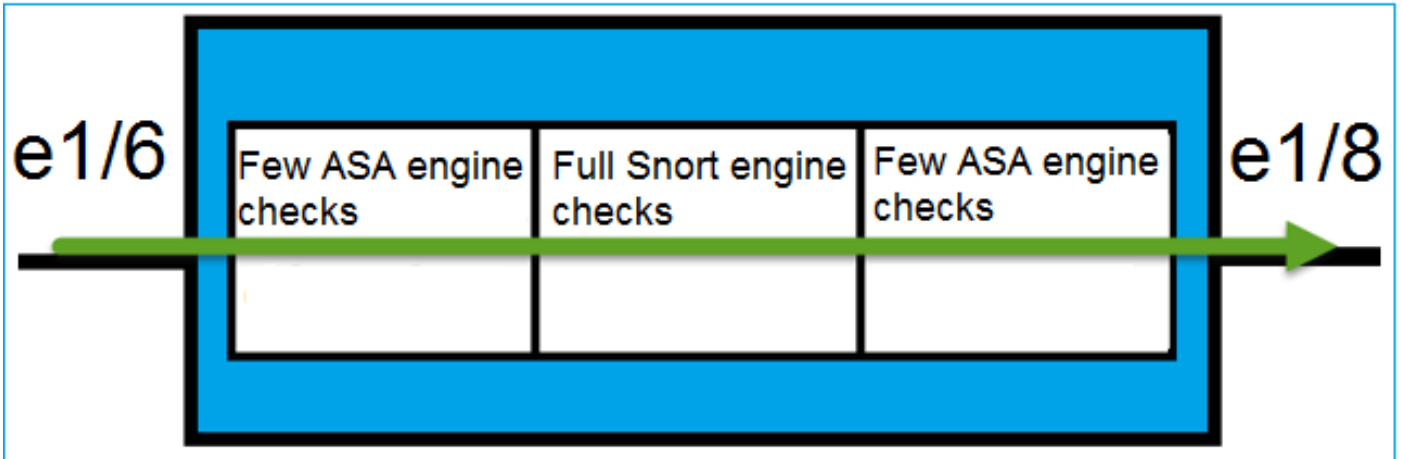 e1/6
Few ASA engine
checks
Full Snort engine
checks
Few ASA engine
checks
e1/8